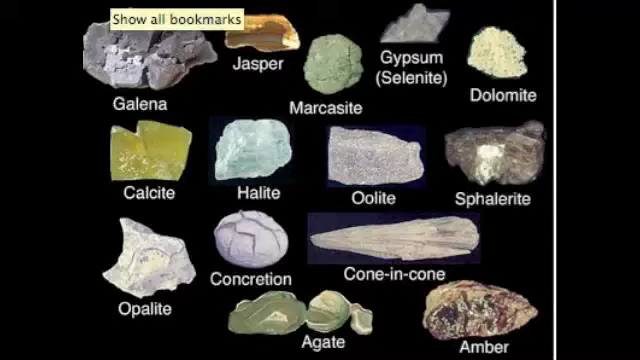 Show all bookmarks
Galena
Jasper
Marcasite
Gypsum
(Selenite)
Dolomite
Calcite
Halite
Oolite
Sphalerite
Opalite
Concretion
Cone-in-cone
Agate
Amber